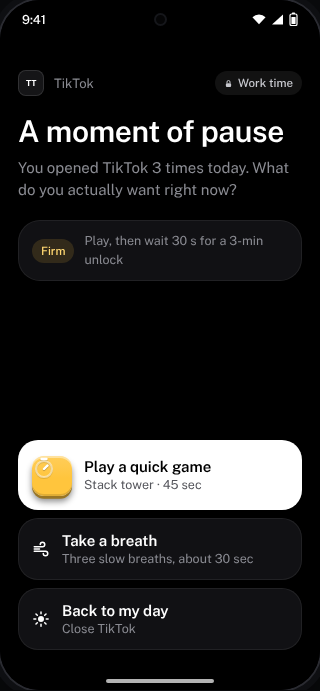 9:41
TT
TikTok
Work time
A moment of pause
You opened TikTok 3 times today. What
do you actually want right now?
Firm
Play, then wait 30 s for a 3-min
unlock
Play a quick game
Stack tower · 45 sec
Take a breath
Three slow breaths, about 30 sec
Back to my day
Close TikTok